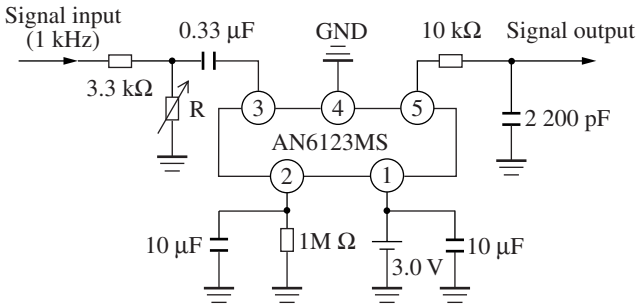 Signal input
(1 kHz)
0.33 µF
GND
10 kΩ
Signal output
3.3 kΩ
R
3
4
5
2 200 pF
AN6123MS
2
1
10 µF
1M Ω
3.0 V
10 µF